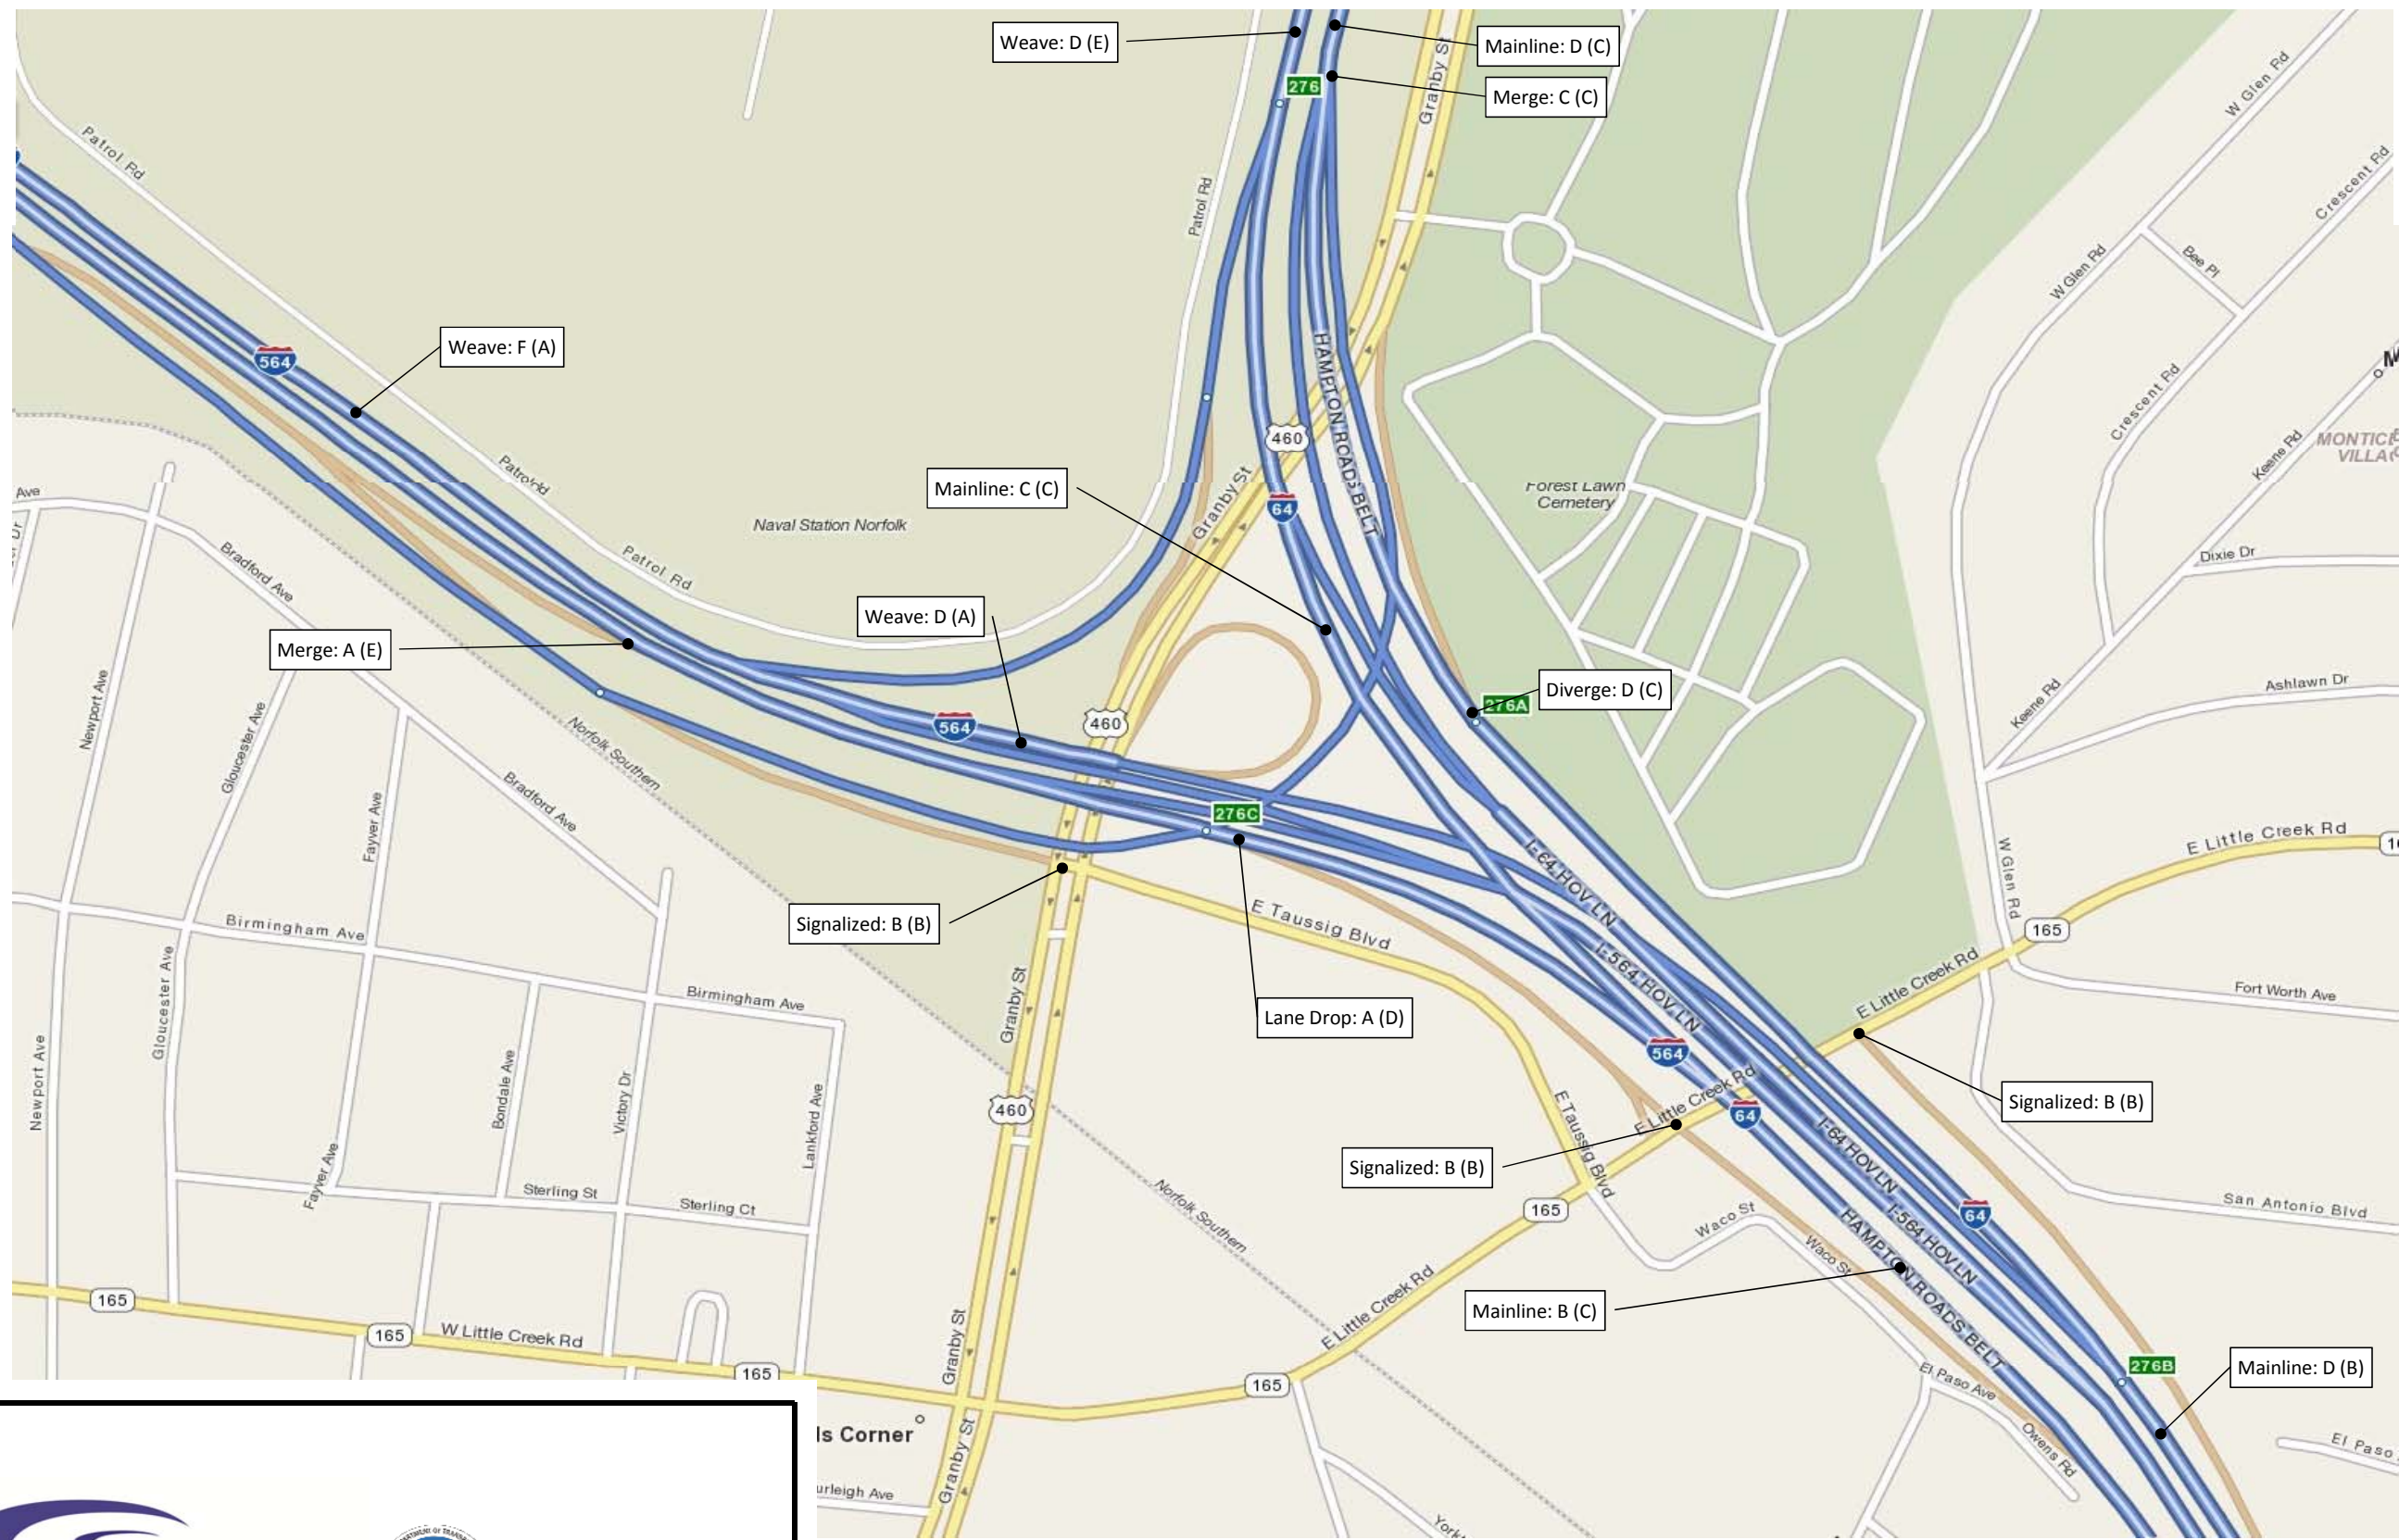 Weave: D (E)
Mainline: D (C)
276
Merge: C (C)
Granby St
W Glen Rd
Crescent Rd
Patrol Rd
Patrol Rd
W Glen Rd
Bee Pl
564
Weave: F (A)
HAMPTON ROADS BELT
460
Crescent Rd
Keene Rd
MONTICE
VILLA
M
Patrol
Granby St
Mainline: C (C)
64
Forest Lawn
Cemetery
Ave
Dr
Naval Station Norfolk
Bradford Ave
Patrol Rd
Dixie Dr
Weave: D (A)
Merge: A (E)
Newport Ave
Gloucester Ave
Norfolk Southern
564
460
Diverge: D (C)
276A
Keene Rd
Ashlawn Dr
Fayver Ave
Bradford Ave
276C
I-64 HOV LN
W Glen Rd
E Little Creek Rd
Signalized: B (B)
E Taussig Blvd
165
Birmingham Ave
Gloucester Ave
Birmingham Ave
Granby St
Lane Drop: A (D)
I-564 HOV LN
E Little Creek Rd
Fort Worth Ave
Newport Ave
Bondale Ave
Victory Dr
Lankford Ave
460
564
E Little Creek Rd
64
Signalized: B (B)
E Taussig Blvd
I-64 HOV LN
Signalized: B (B)
Fayver Ave
Sterling St
Sterling Ct
Norfolk Southern
165
Waco St
Waco St
64
San Antonio Blvd
HAMPTON ROADS BELT
I-564 HOV LN
165
165
W Little Creek Rd
165
Granby St
E Little Creek Rd
165
Mainline: B (C)
276B
Mainline: D (B)
El Paso Ave
Owens Rd
El Paso
ls Corner
Granby St
urleigh Ave
York